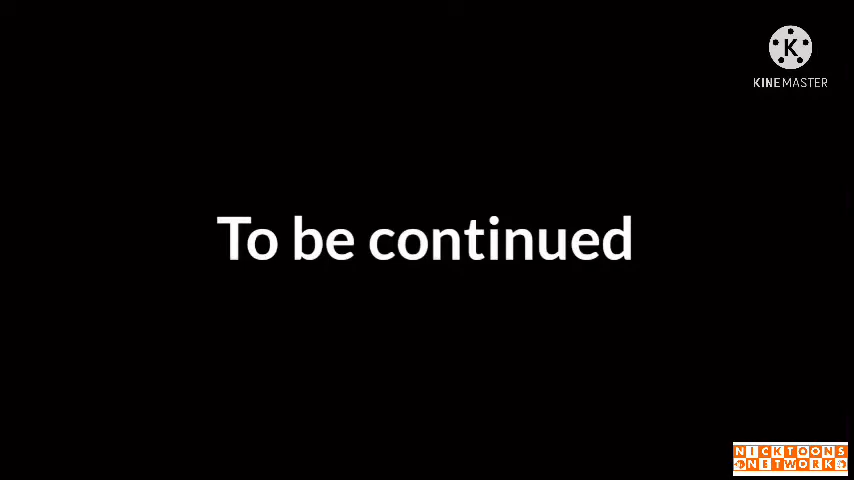 K
KINEMASTER
To be continued
NICKTOONS
NETWORK